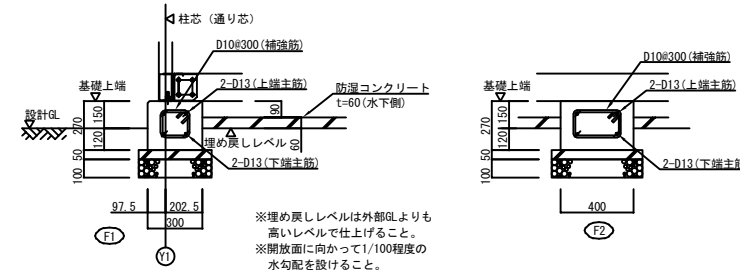 柱芯（通り芯）
D10@300(補強筋)
基礎上端
2-D13(上端主筋)
防湿コンクリート
t=60(水下側)
設計GL
270
150
120
50
100
90
60
埋め戻しレベル
2-D13(下端主筋)
97.5
202.5
300
F1
Y1
※埋め戻しレベルは外部GLよりも
高いレベルで仕上げること。
※開放面に向かって1/100程度の
水勾配を設けること。
D10@300(補強筋)
基礎上端
2-D13(上端主筋)
270
150
120
50
100
2-D13(下端主筋)
400
F2